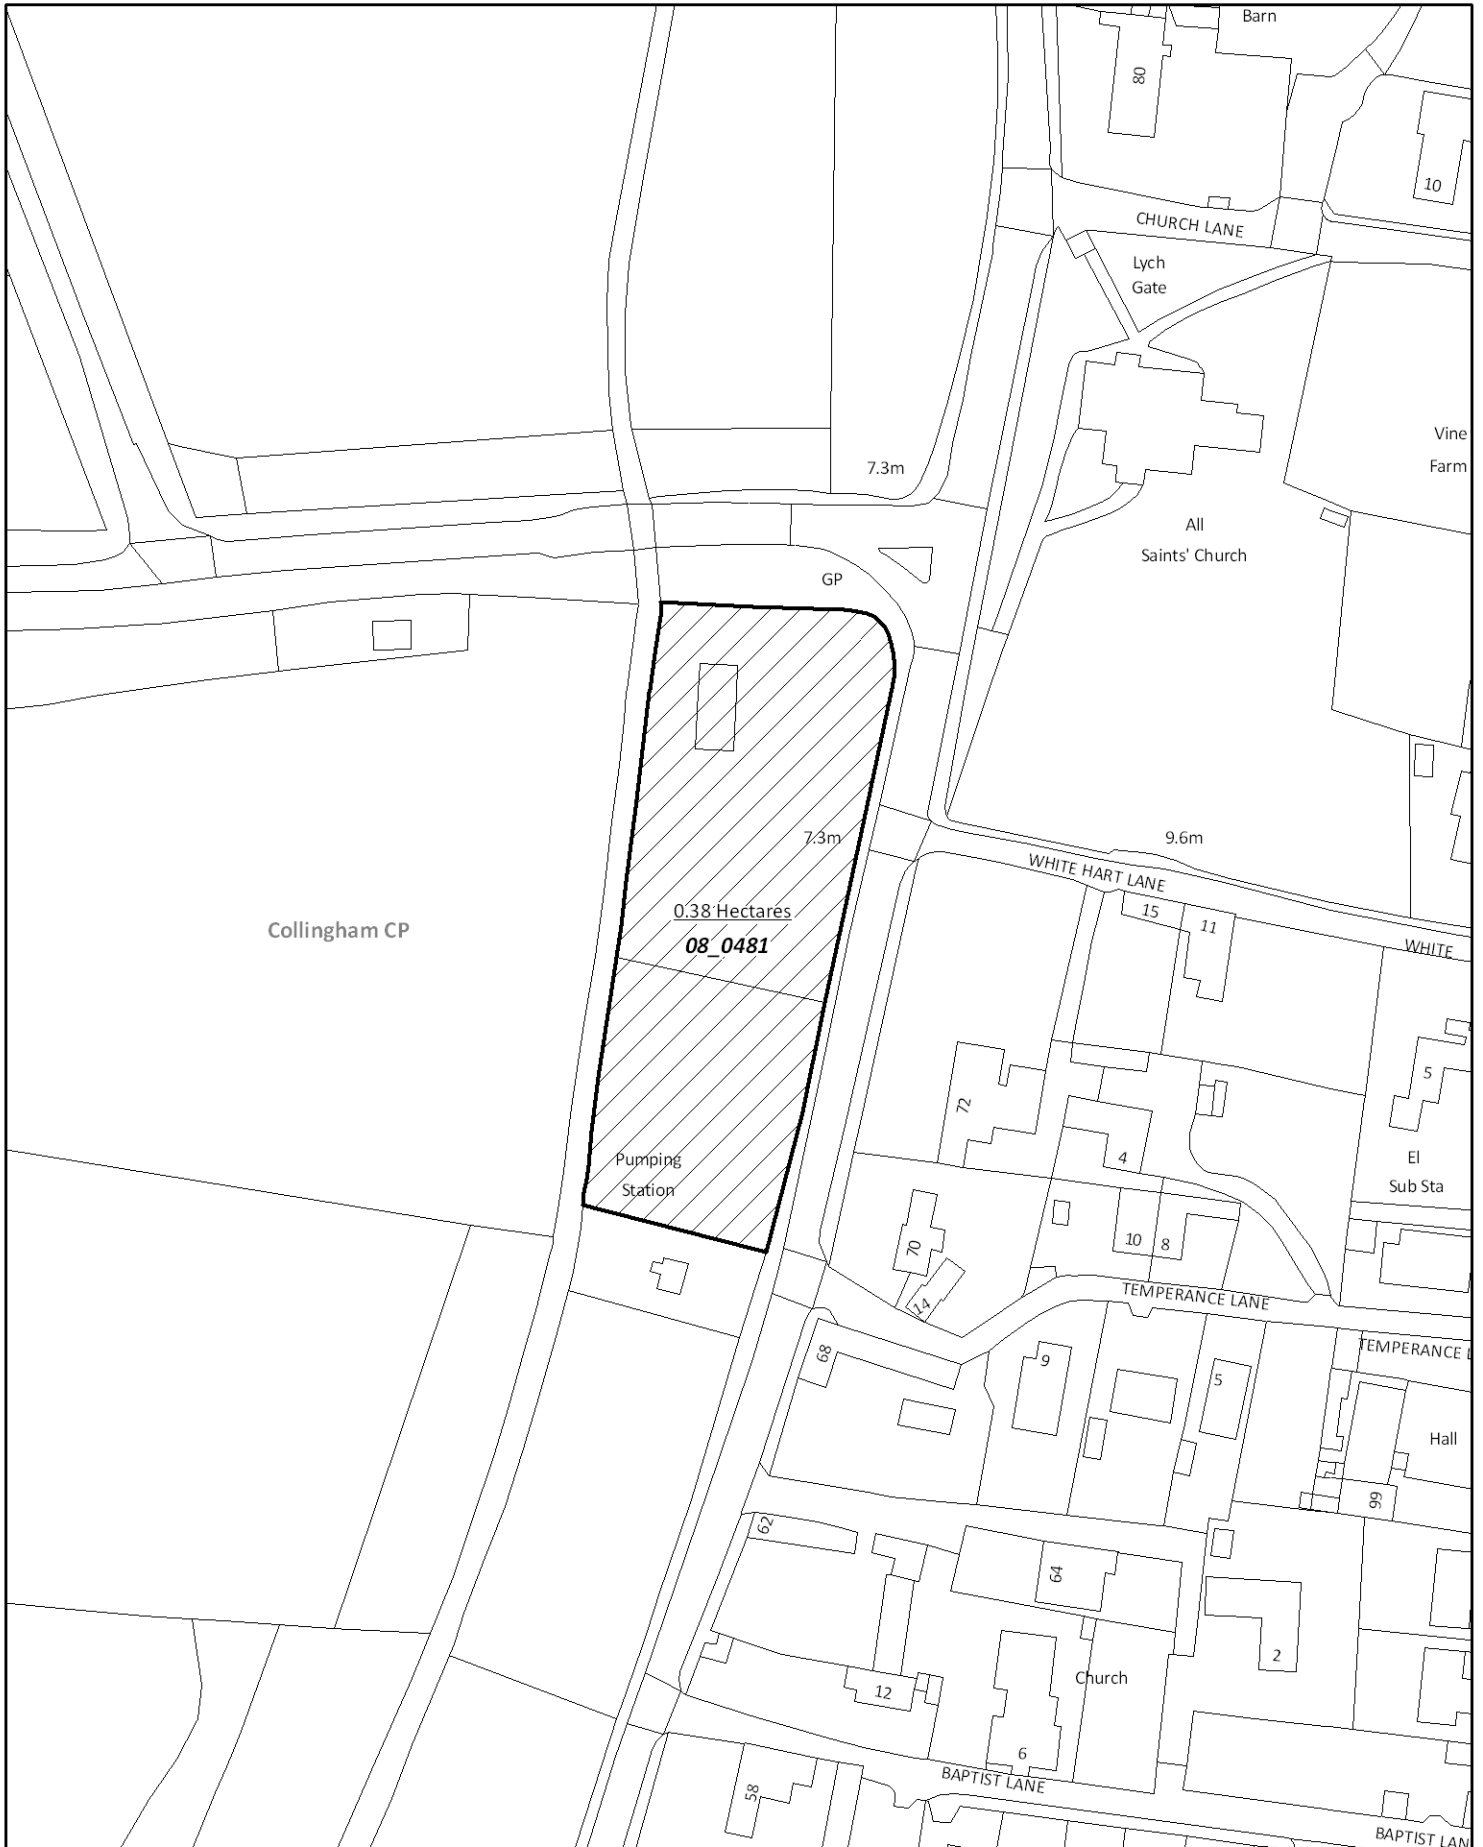 Barn
80
10
CHURCH LANE
Lych
Gate
Vine
Farm
7.3m
All
Saints' Church
GP
7.3m
9.6m
WHITE HART LANE
0.38 Hectares
08_0481
15
11
Collingham CP
WHITE
5
72
4
El
Sub Sta
Pumping
Station
70
10
8
14
TEMPERANCE LANE
68
9
5
TEMPERANCE L
Hall
99
62
64
2
Church
12
6
58
BAPTIST LANE
BAPTIST LAN